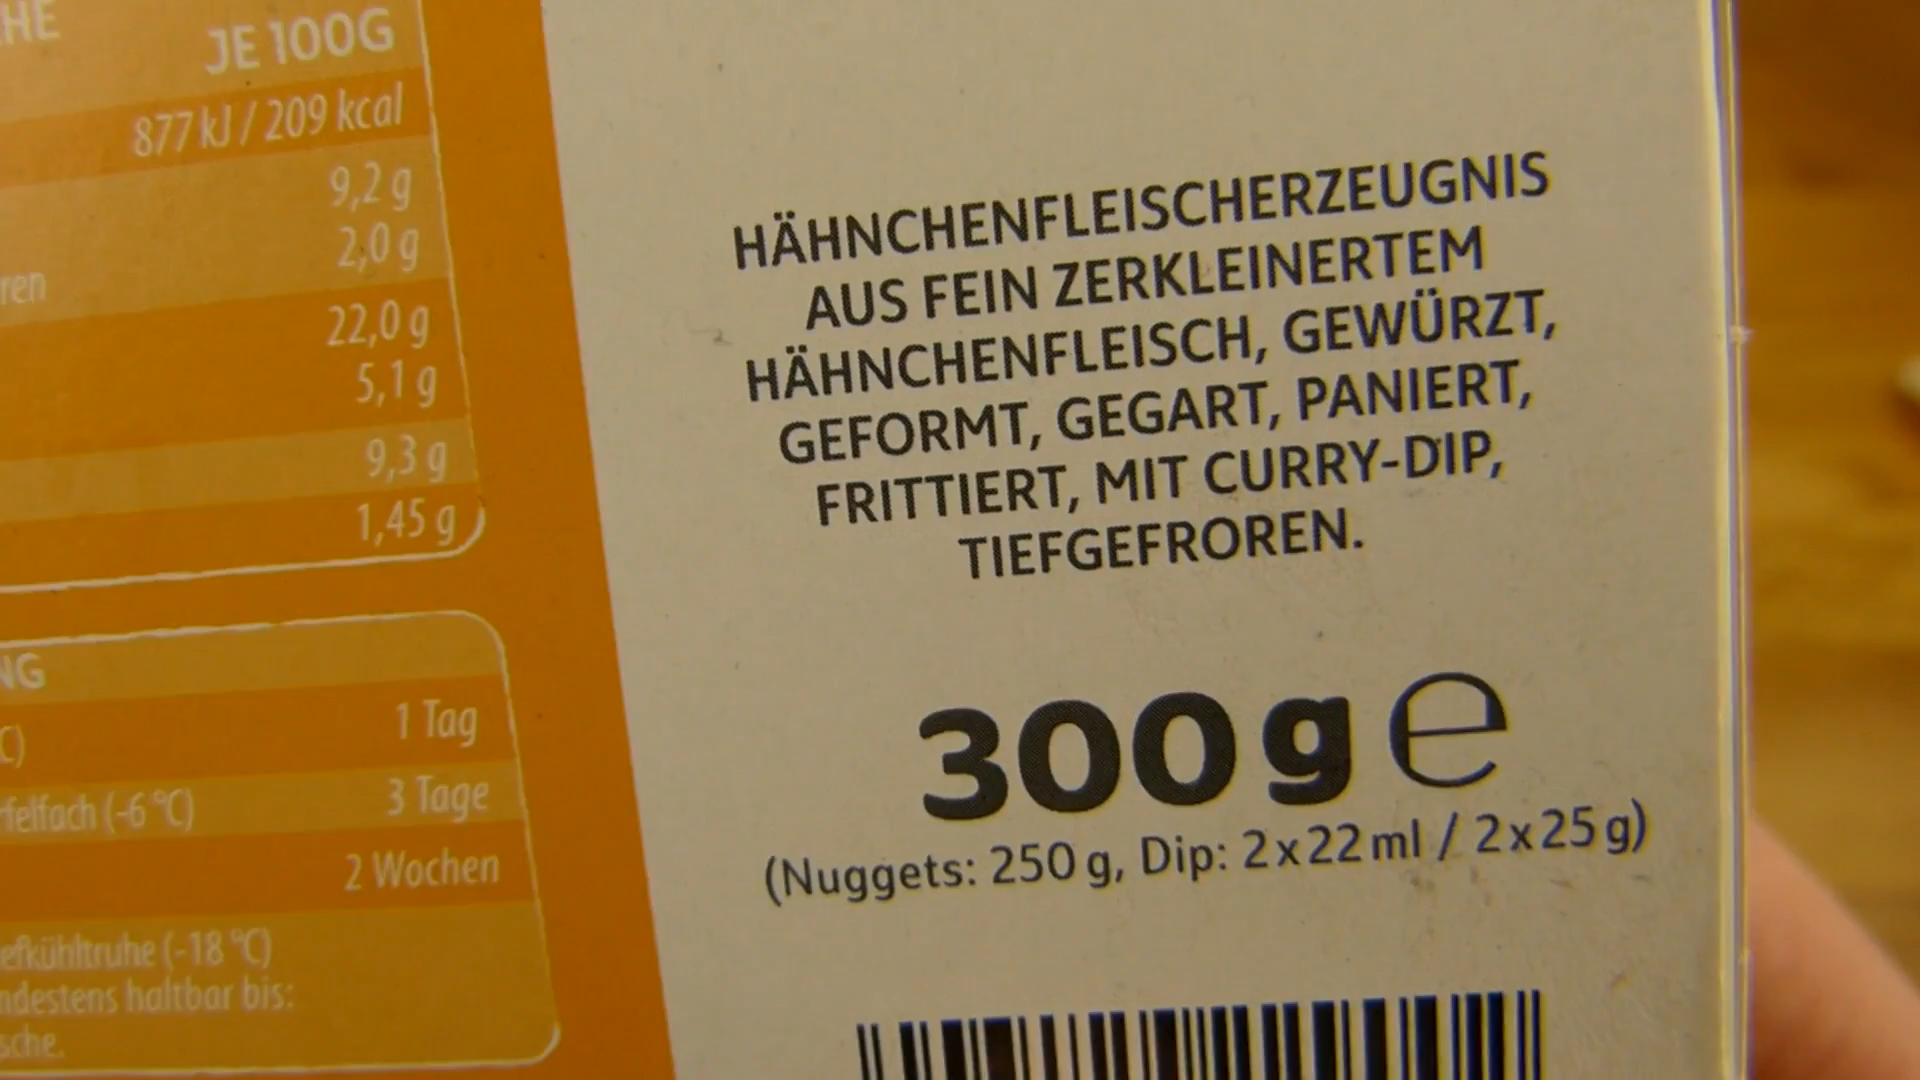 HE
JE 100G
877 kJ / 209 kcal
9,2 g
ren
2,0 g
22,0 g
5,1 g
9,3 g
1,45 g
NG
C)
1 Tag
felfach (-6 °C)
3 Tage
2 Wochen
efkühltruhe (-18 °C)
ndestens haltbar bis:
sche.
HÄHNCHENFLEISCHERZEUGNIS
AUS FEIN ZERKLEINERTEM
HÄHNCHENFLEISCH, GEWÜRZT,
GEFORMT, GEGART, PANIERT,
FRITTIERT, MIT CURRY-DIP,
TIEFGEFROREN.
300 g e
(Nuggets: 250 g, Dip: 2 x 22 ml / 2 x 25 g)